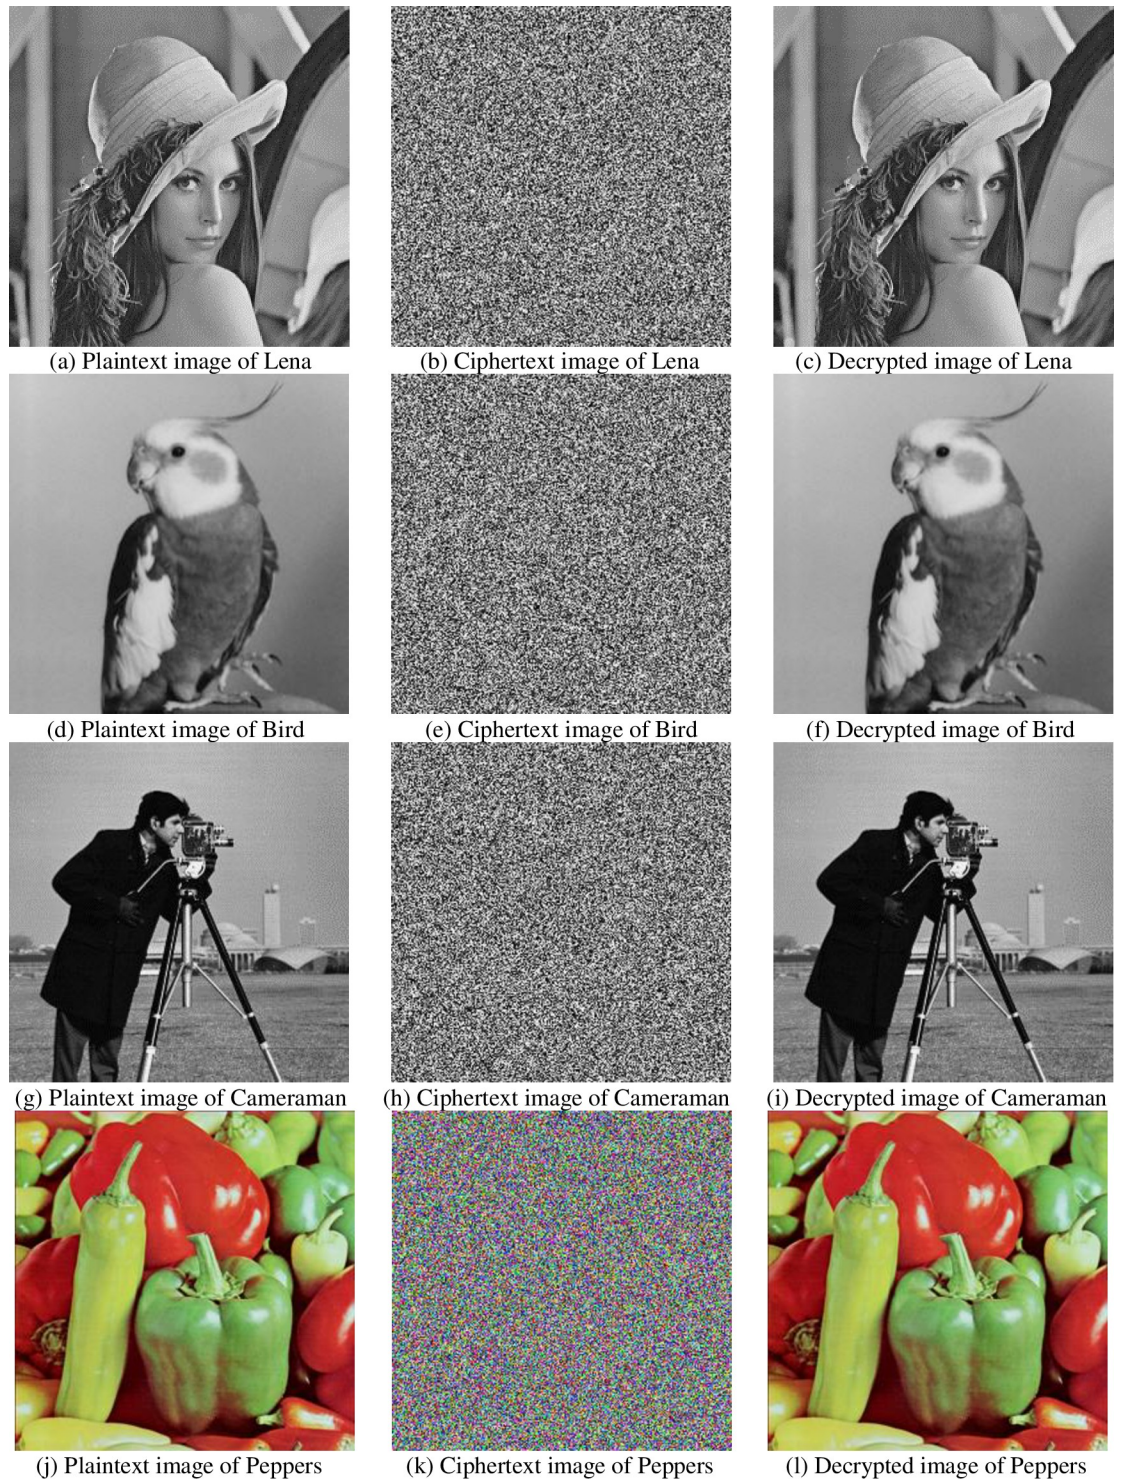 (a) Plaintext image of Lena
(b) Ciphertext image of Lena
(c) Decrypted image of Lena
(d) Plaintext image of Bird
(e) Ciphertext image of Bird
(f) Decrypted image of Bird
(g) Plaintext image of Cameraman
(h) Ciphertext image of Cameraman
(i) Decrypted image of Cameraman
(j) Plaintext image of Peppers
(k) Ciphertext image of Peppers
(l) Decrypted image of Peppers